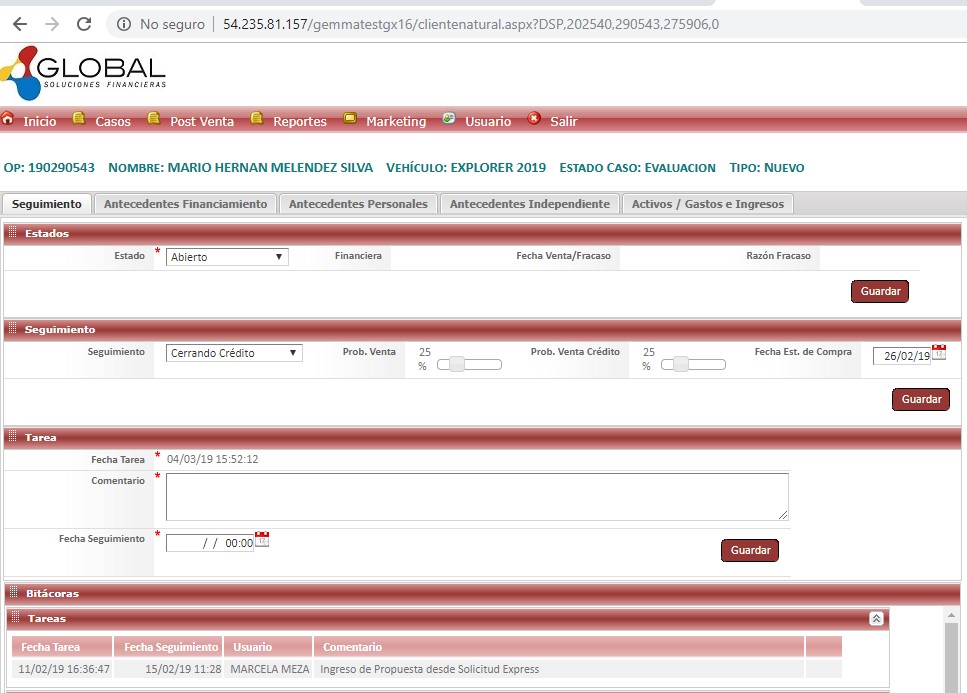 No seguro | 54.235.81.157/gemmatestgx16/clientenatural.aspx?DSP,202540,290543,275906,0
GLOBAL
SOLUCIONES FINANCIERAS
Inicio Casos Post Venta Reportes Marketing Usuario Salir
OP: 190290543 NOMBRE: MARIO HERNAN MELENDEZ SILVA VEHÍCULO: EXPLORER 2019 ESTADO CASO: EVALUACION TIPO: NUEVO
Seguimiento Antecedentes Financiamiento Antecedentes Personales Antecedentes Independiente Activos / Gastos e Ingresos
Estados
Estado * Abierto Financiera Fecha Venta/Fracaso Razón Fracaso
Guardar
Seguimiento
Seguimiento Cerrando Crédito Prob. Venta 25 % Prob. Venta Crédito 25 % Fecha Est. de Compra 26/02/19
Guardar
Tarea
Fecha Tarea * 04/03/19 15:52:12
Comentario *
Fecha Seguimiento * / / 00:00
Guardar
Bitácoras
Tareas
Fecha Tarea Fecha Seguimiento Usuario Comentario
11/02/19 16:36:47 15/02/19 11:28 MARCELA MEZA Ingreso de Propuesta desde Solicitud Express